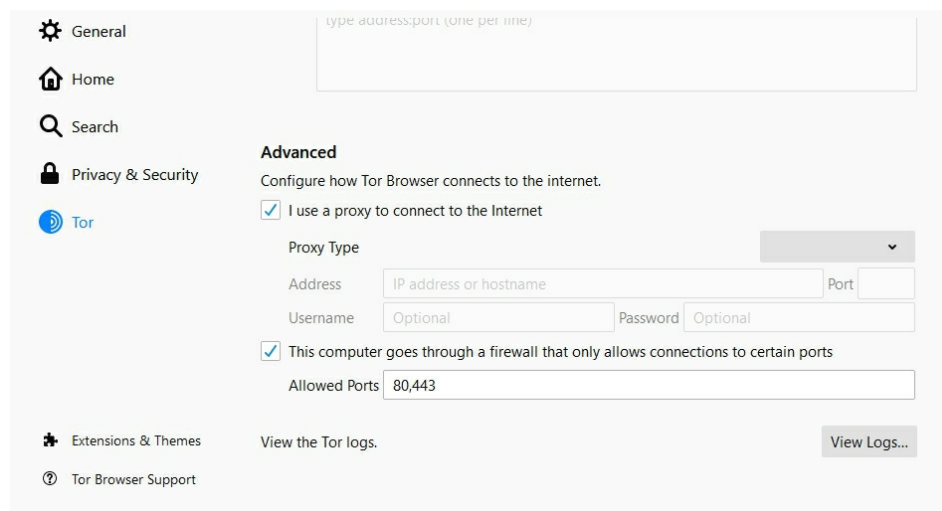 type address:port (one per line)
General
Home
Search
Privacy & Security
Tor
Advanced
Configure how Tor Browser connects to the internet.
I use a proxy to connect to the Internet
Proxy Type
Address IP address or hostname Port
Username Optional Password Optional
This computer goes through a firewall that only allows connections to certain ports
Allowed Ports 80,443
Extensions & Themes
View the Tor logs. View Logs...
Tor Browser Support